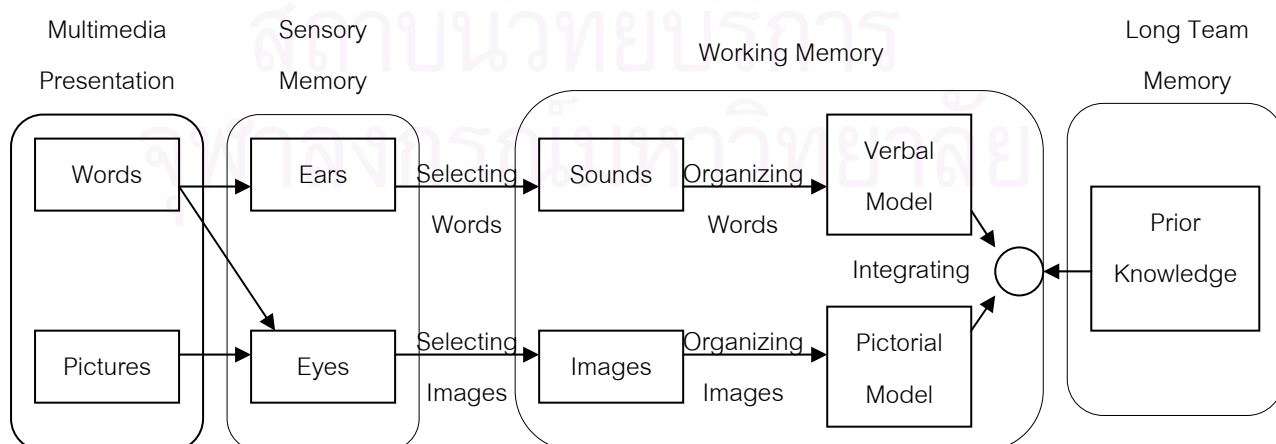 Multimedia
Presentation
Sensory
Memory
Working Memory
Long Team
Memory
สถาบันวิทยบริการ
จุฬาลงกรณ์มหาวิทยาลัย
Words
Ears
Selecting
Words
Sounds
Organizing
Words
Verbal
Model
Integrating
Prior
Knowledge
Pictures
Eyes
Selecting
Images
Images
Organizing
Images
Pictorial
Model